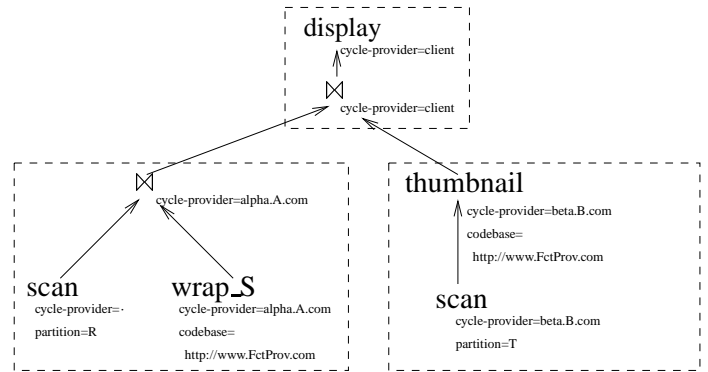 display
cycle-provider=client
cycle-provider=client
cycle-provider=alpha.A.com
thumbnail
cycle-provider=beta.B.com
codebase=
http://www.FctProv.com
scan
cycle-provider=·
partition=R
wrap_S
cycle-provider=alpha.A.com
codebase=
http://www.FctProv.com
scan
cycle-provider=beta.B.com
partition=T